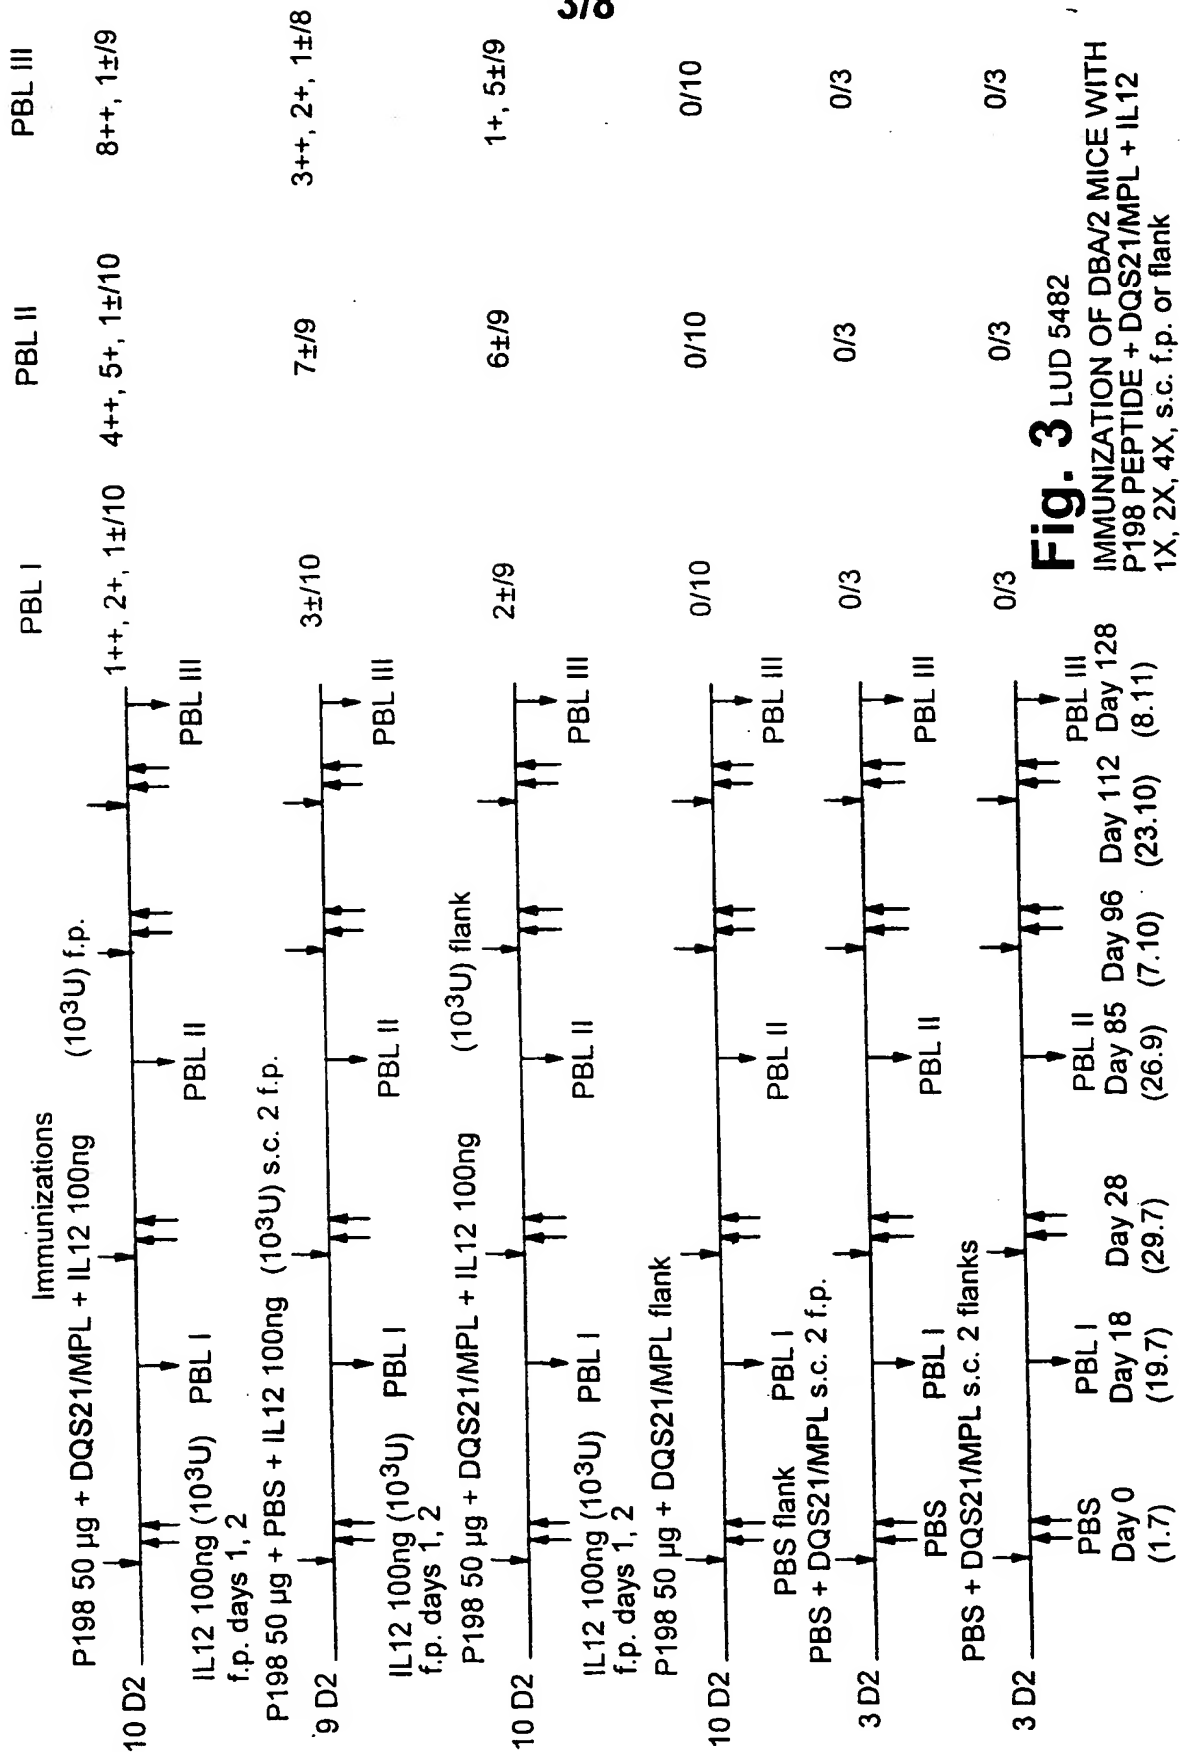 3/8
PBL I PBL II PBL III
Immunizations
P198 50 µg + DQS21/MPL + IL12 100ng (10³U) f.p.
10 D2 1++, 2+, 1±/10 4++, 5+, 1±/10 8++, 1±/9
IL12 100ng (10³U) PBL I PBL II PBL III
f.p. days 1, 2
P198 50 µg + PBS + IL12 100ng (10³U) s.c. 2 f.p.
9 D2 3±/10 7±/9 3++, 2+, 1±/8
IL12 100ng (10³U) PBL I PBL II PBL III
f.p. days 1, 2
P198 50 µg + DQS21/MPL + IL12 100ng (10³U) flank
10 D2 2±/9 6±/9 1+, 5±/9
IL12 100ng (10³U) PBL I PBL II PBL III
f.p. days 1, 2
P198 50 µg + DQS21/MPL flank
10 D2 0/10 0/10 0/10
PBS flank PBL I PBL II PBL III
PBS + DQS21/MPL s.c. 2 f.p.
3 D2 0/3 0/3 0/3
PBS PBL I PBL II PBL III
PBS + DQS21/MPL s.c. 2 flanks
3 D2 0/3 0/3 0/3
PBS PBL I PBL II PBL III
Day 0 Day 18 Day 28 Day 85 Day 96 Day 112 Day 128
(1.7) (19.7) (29.7) (26.9) (7.10) (23.10) (8.11)
Fig. 3 LUD 5482
IMMUNIZATION OF DBA/2 MICE WITH
P198 PEPTIDE + DQS21/MPL + IL12
1X, 2X, 4X, s.c. f.p. or flank